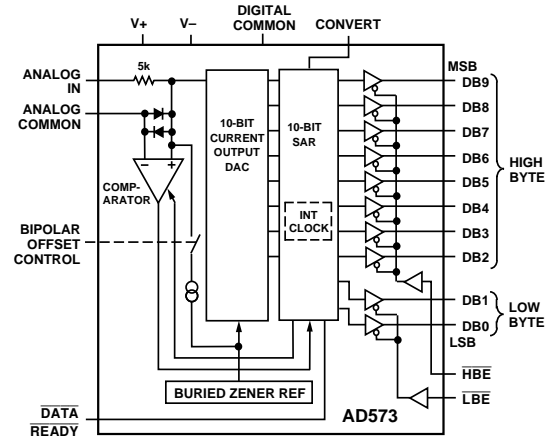 V+
V–
DIGITAL
COMMON
CONVERT
ANALOG
IN
5k
ANALOG
COMMON
10-BIT
CURRENT
OUTPUT
DAC
10-BIT
SAR
INT
CLOCK
– +
COMP-
ARATOR
BIPOLAR
OFFSET
CONTROL
MSB
DB9
DB8
DB7
DB6
DB5
DB4
DB3
DB2
HIGH
BYTE
DB1
DB0
LSB
LOW
BYTE
HBE
LBE
BURIED ZENER REF
DATA
READY
AD573